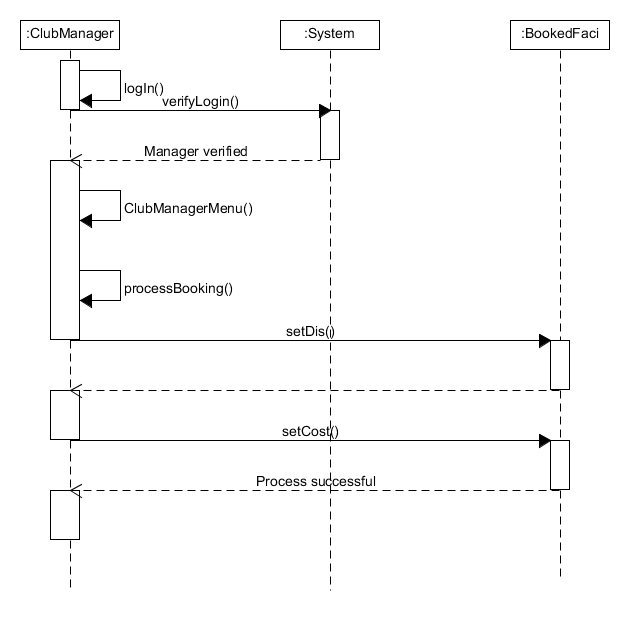 :ClubManager
:System
:BookedFaci
logIn()
verifyLogin()
Manager verified
ClubManagerMenu()
processBooking()
setDis()
setCost()
Process successful